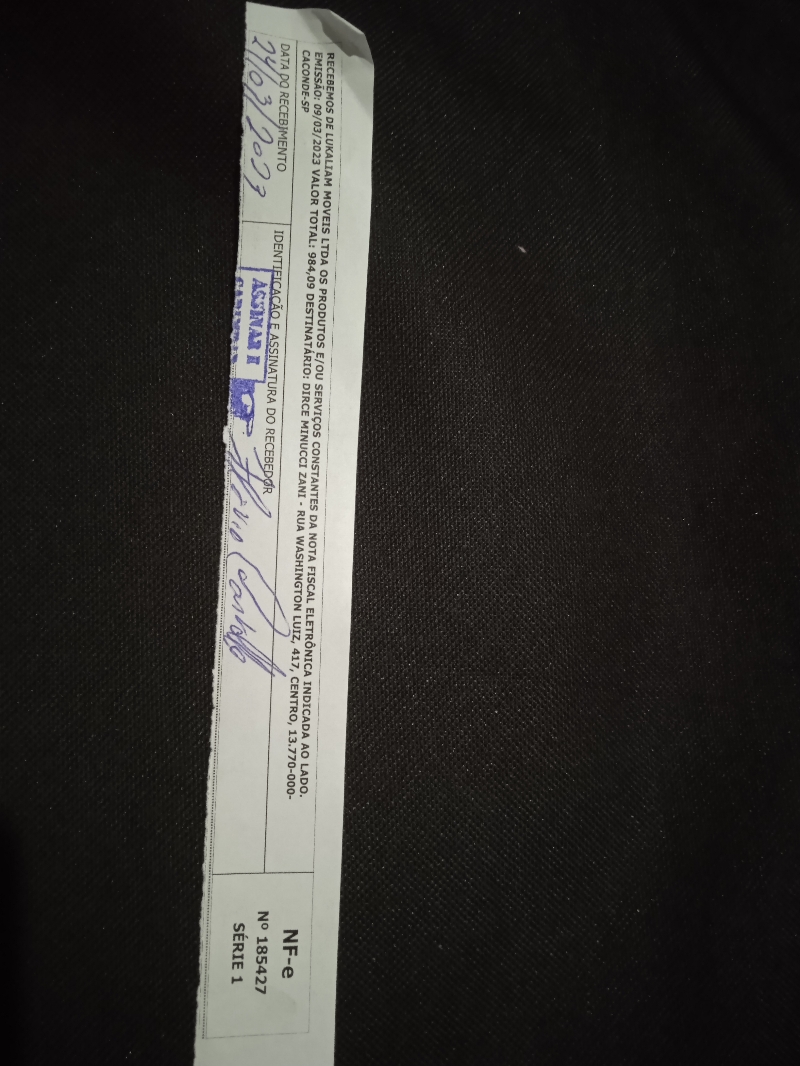 RECEBEMOS DE LUKALIAM MOVEIS LTDA OS PRODUTOS E/OU SERVIÇOS CONSTANTES DA NOTA FISCAL ELETRÔNICA INDICADA AO LADO.
EMISSÃO: 09/03/2023 VALOR TOTAL: 984,09 DESTINATÁRIO: DIRCE MINUCCI ZANI - RUA WASHINGTON LUIZ, 417, CENTRO, 13.770-000-
CACONDE-SP
DATA DO RECEBIMENTO
24/03/2023
IDENTIFICAÇÃO E ASSINATURA DO RECEBEDOR
ASSINAR E
NF-e
Nº 185427
SÉRIE 1